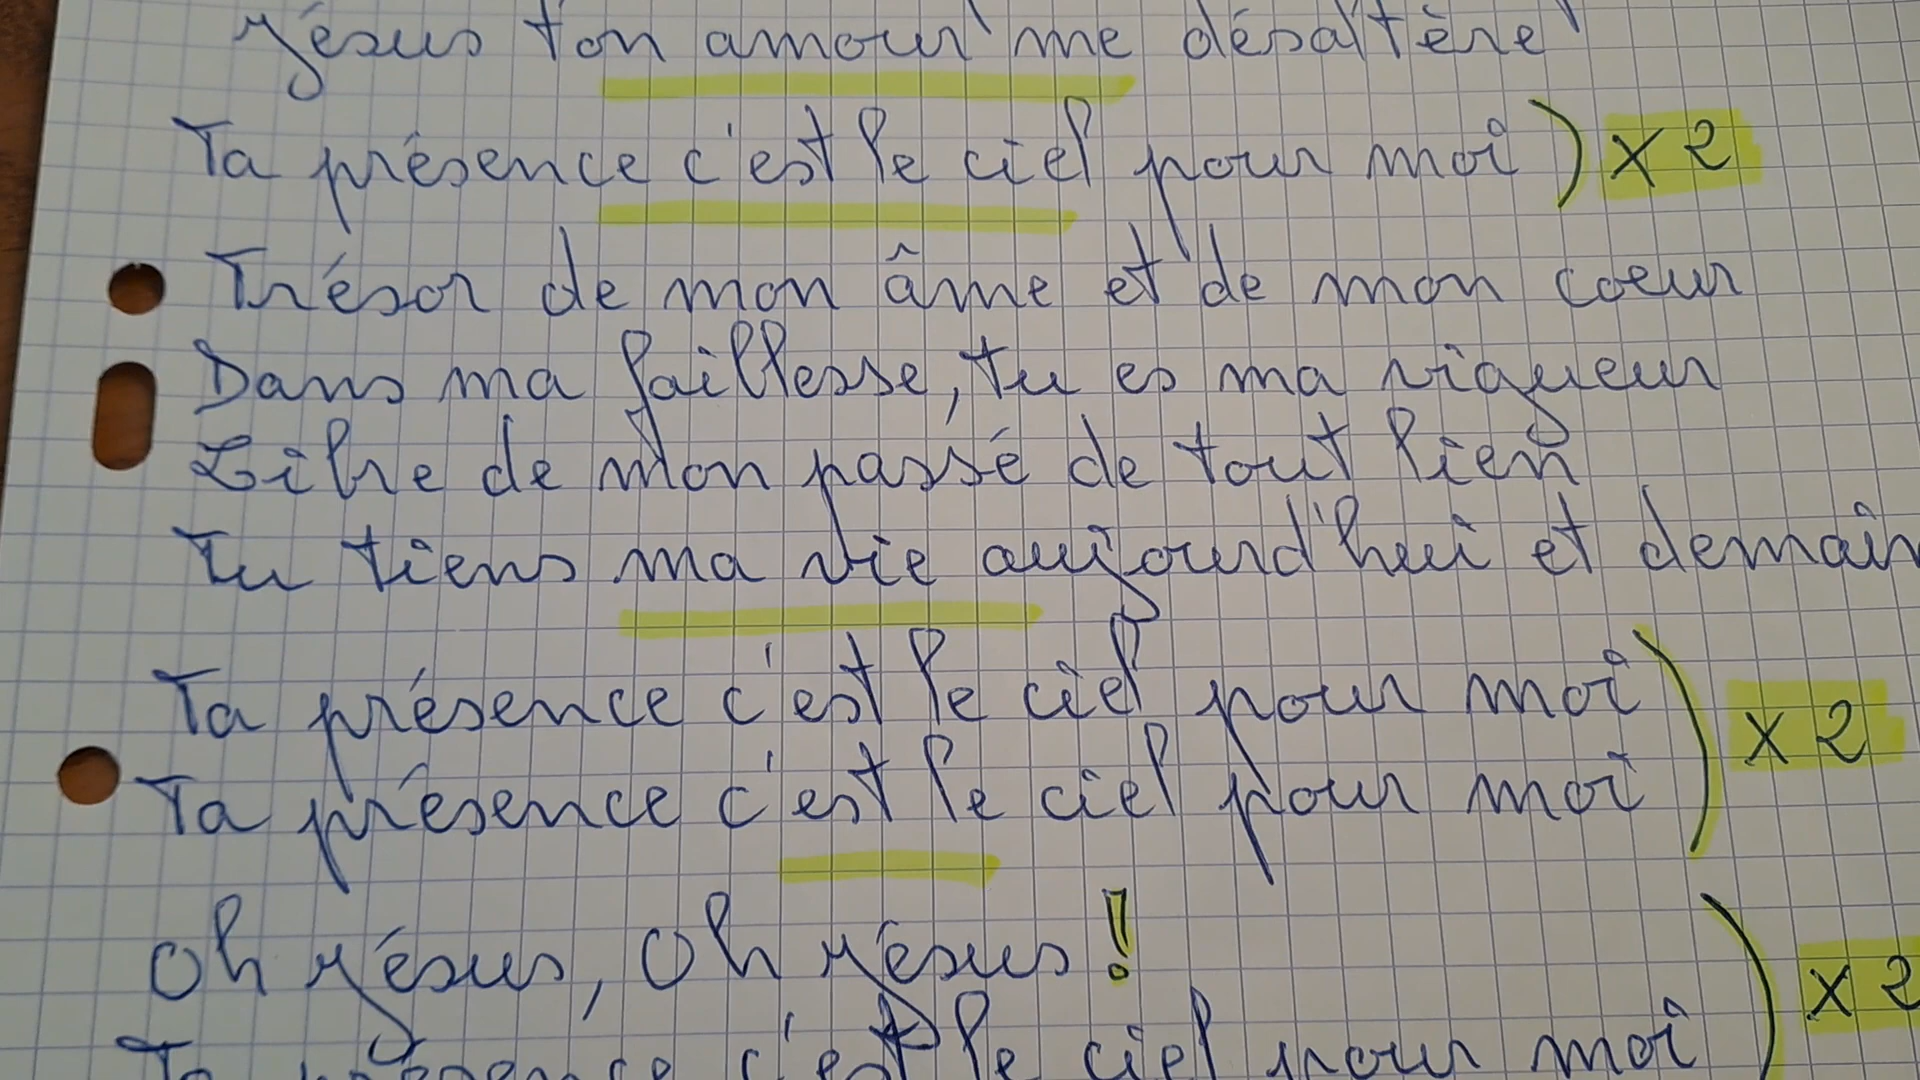 Jésus ton amour me désaltère
Ta présence c'est le ciel pour moi ) x 2
Trésor de mon âme et de mon coeur
Dans ma faillesse, tu es ma vigueur
Libre de mon passé de tout lien
Tu tiens ma vie aujourd'hui et demain
Ta présence c'est le ciel pour moi
Ta présence c'est le ciel pour moi ) x 2
Oh Jésus, Oh Jésus !
Ta présence c'est le ciel pour moi ) x 2